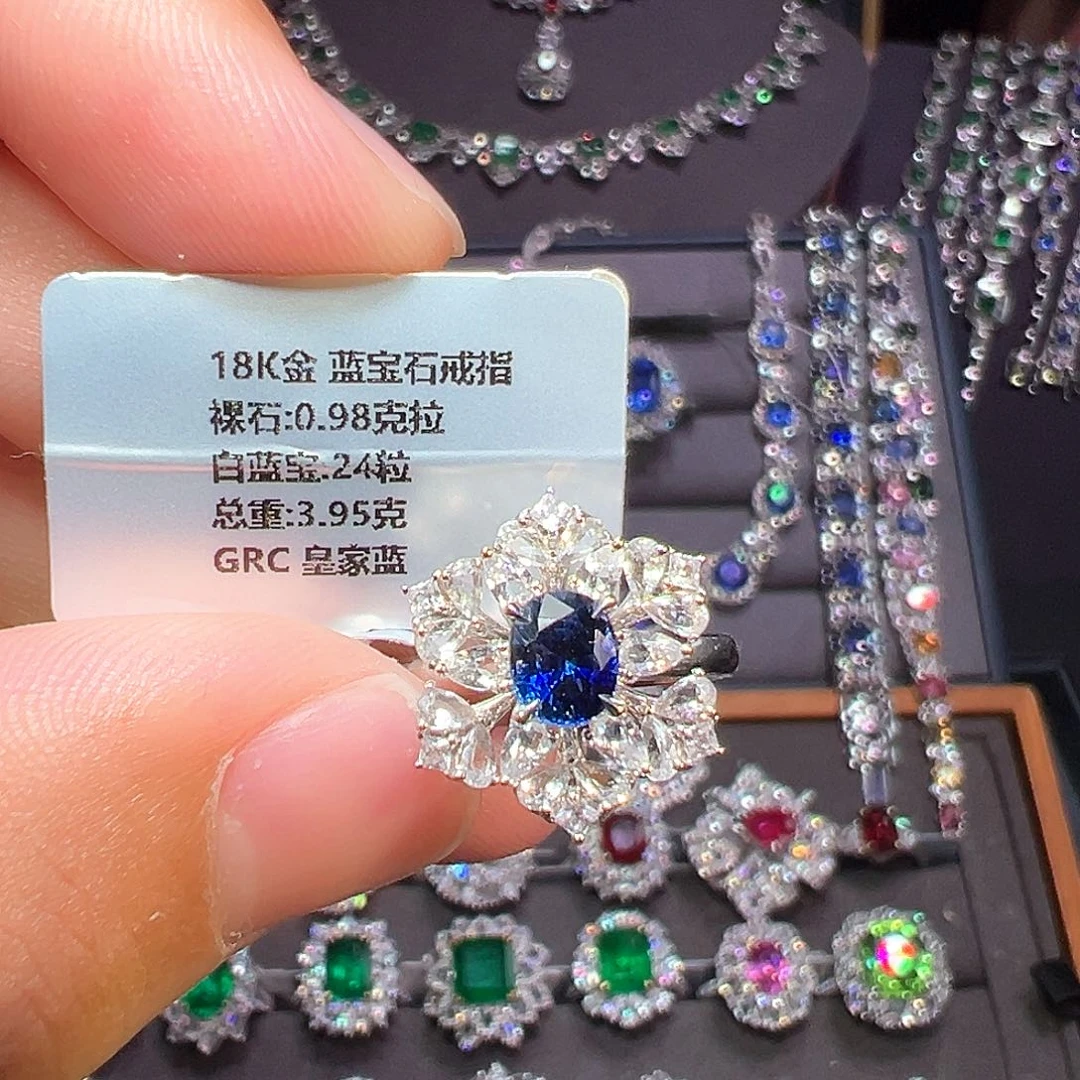 18K金 蓝宝石戒指
裸石:0.98克拉
白蓝宝:24粒
总重:3.95克
GRC 皇家蓝